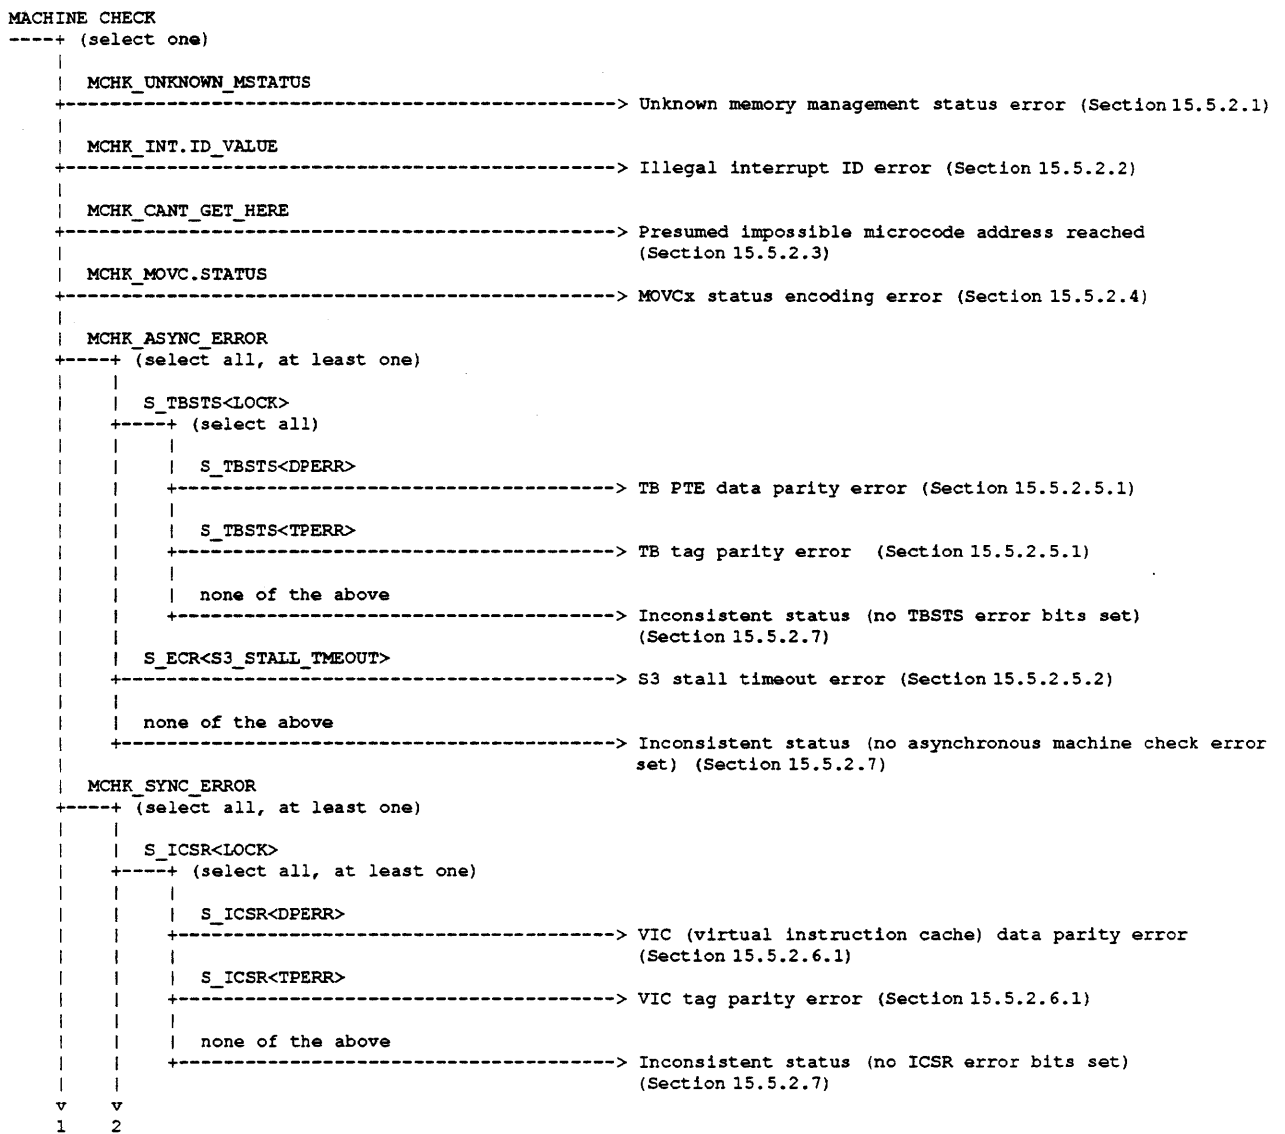 MACHINE CHECK
----+ (select one)
|
| MCHK_UNKNOWN_MSTATUS
+-------------------------------------------------> Unknown memory management status error (Section 15.5.2.1)
|
| MCHK_INT.ID_VALUE
+-------------------------------------------------> Illegal interrupt ID error (Section 15.5.2.2)
|
| MCHK_CANT_GET_HERE
+-------------------------------------------------> Presumed impossible microcode address reached
| (Section 15.5.2.3)
| MCHK_MOVC.STATUS
+-------------------------------------------------> MOVCx status encoding error (Section 15.5.2.4)
|
| MCHK_ASYNC_ERROR
+----+ (select all, at least one)
| |
| | S_TBSTS<LOCK>
| +----+ (select all)
| | |
| | | S_TBSTS<DPERR>
| | +---------------------------------------> TB PTE data parity error (Section 15.5.2.5.1)
| | |
| | | S_TBSTS<TPERR>
| | +---------------------------------------> TB tag parity error (Section 15.5.2.5.1)
| | |
| | | none of the above
| | +---------------------------------------> Inconsistent status (no TBSTS error bits set)
| | (Section 15.5.2.7)
| | S_ECR<S3_STALL_TMEOUT>
| +--------------------------------------------> S3 stall timeout error (Section 15.5.2.5.2)
| |
| | none of the above
| +--------------------------------------------> Inconsistent status (no asynchronous machine check error
| set) (Section 15.5.2.7)
| MCHK_SYNC_ERROR
+----+ (select all, at least one)
| |
| | S_ICSR<LOCK>
| +----+ (select all, at least one)
| | |
| | | S_ICSR<DPERR>
| | +---------------------------------------> VIC (virtual instruction cache) data parity error
| | | (Section 15.5.2.6.1)
| | | S_ICSR<TPERR>
| | +---------------------------------------> VIC tag parity error (Section 15.5.2.6.1)
| | |
| | | none of the above
| | +---------------------------------------> Inconsistent status (no ICSR error bits set)
| | (Section 15.5.2.7)
v v
1 2